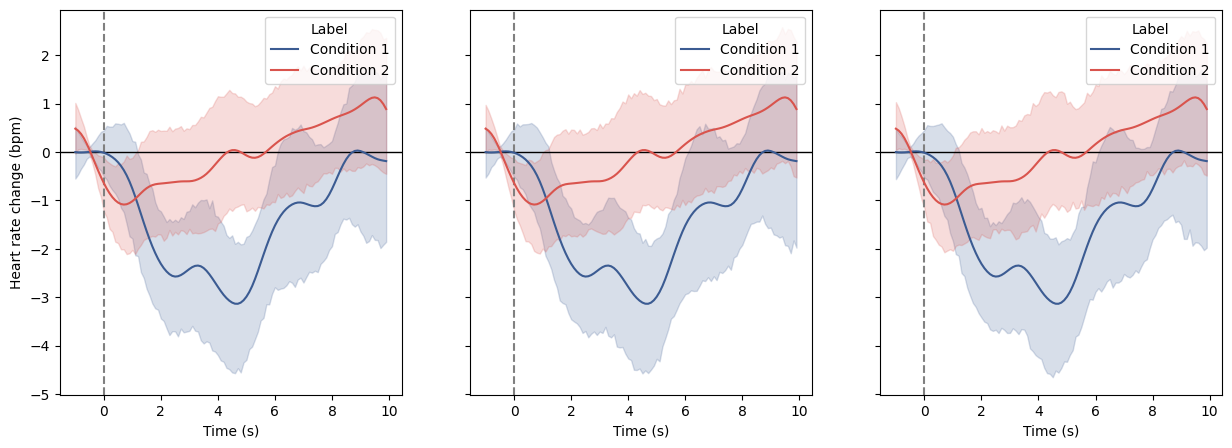 Label
Condition 1
Condition 2
Label
Condition 1
Condition 2
Label
Condition 1
Condition 2
2
1
0
−1
−2
−3
−4
−5
Heart rate change (bpm)
0 2 4 6 8 10
0 2 4 6 8 10
0 2 4 6 8 10
Time (s)
Time (s)
Time (s)